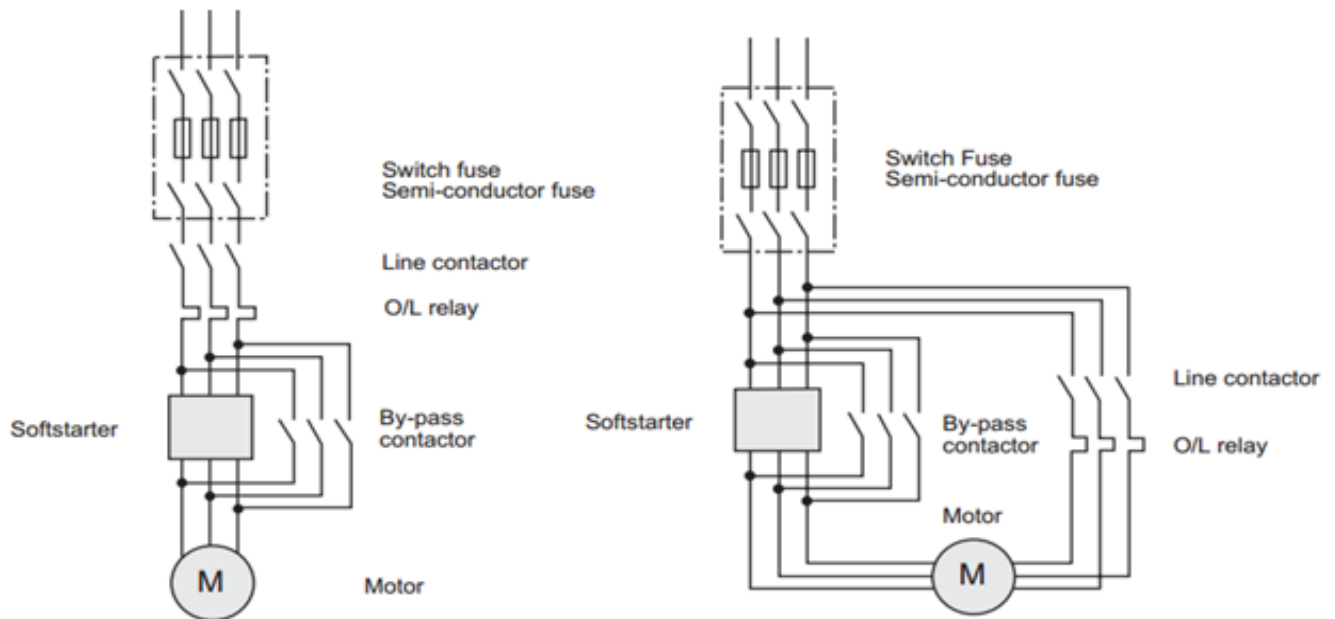 Switch fuse
Semi-conductor fuse
Line contactor
O/L relay
Softstarter
By-pass
contactor
M
Motor
Switch Fuse
Semi-conductor fuse
Line contactor
Softstarter
By-pass
contactor
O/L relay
Motor
M